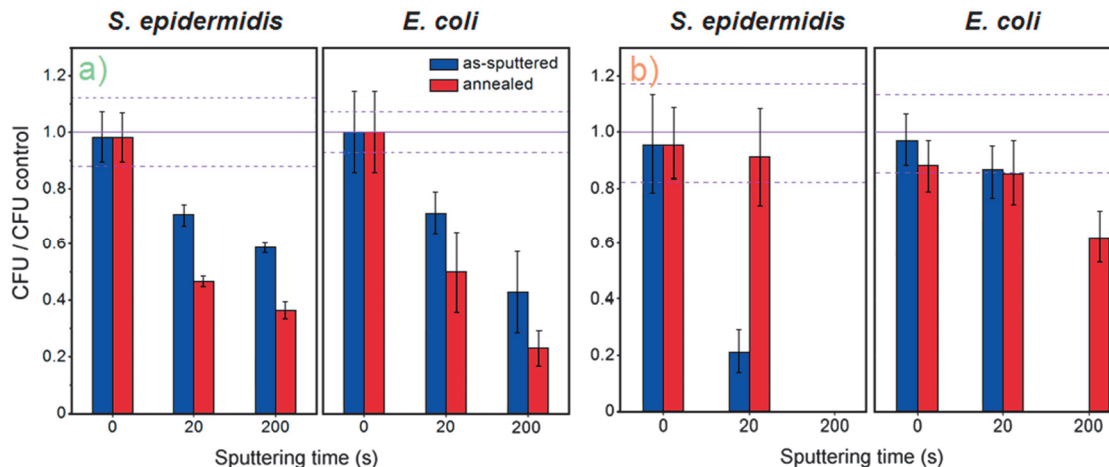 S. epidermidis
E. coli
S. epidermidis
E. coli
a)
as-sputtered
annealed
b)
CFU / CFU control
1.2
1.0
0.8
0.6
0.4
0.2
0
1.2
1.0
0.8
0.6
0.4
0.2
0
0 20 200
0 20 200
0 20 200
0 20 200
Sputtering time (s)
Sputtering time (s)